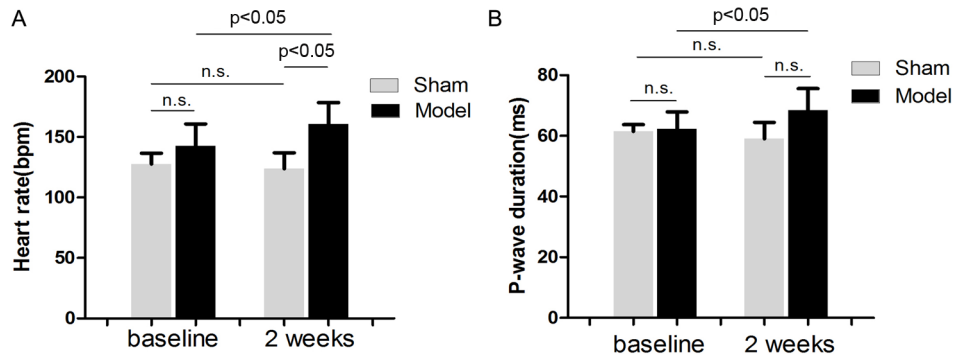 A
p<0.05
p<0.05
n.s.
n.s.
Sham
Model
Heart rate(bpm)
200
150
100
50
0
baseline
2 weeks
B
p<0.05
n.s.
n.s.
n.s.
Sham
Model
P-wave duration(ms)
80
60
40
20
0
baseline
2 weeks